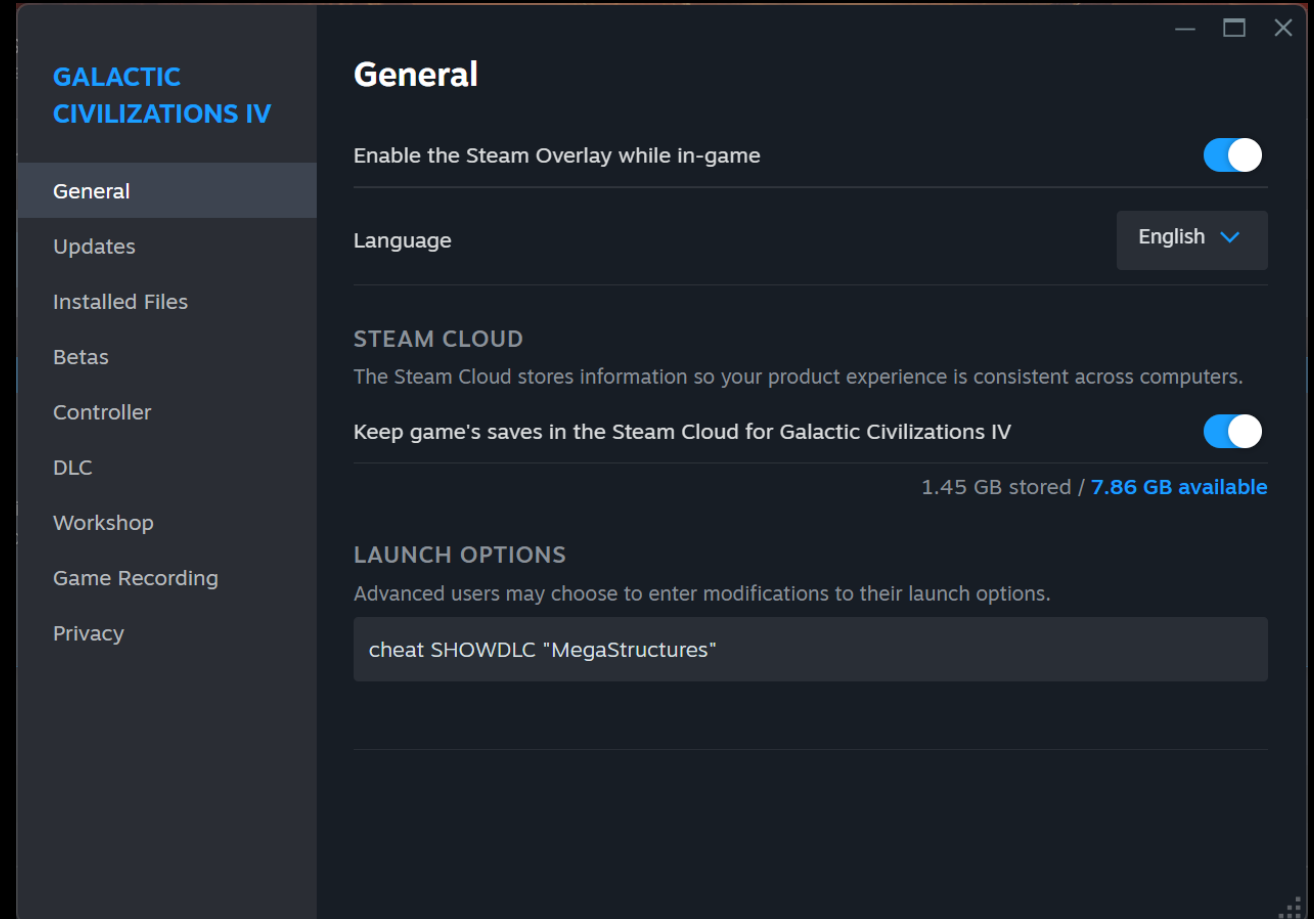 GALACTIC
CIVILIZATIONS IV
General
Updates
Installed Files
Betas
Controller
DLC
Workshop
Game Recording
Privacy
General
Enable the Steam Overlay while in-game
Language
English
STEAM CLOUD
The Steam Cloud stores information so your product experience is consistent across computers.
Keep game's saves in the Steam Cloud for Galactic Civilizations IV
1.45 GB stored / 7.86 GB available
LAUNCH OPTIONS
Advanced users may choose to enter modifications to their launch options.
cheat SHOWDLC "MegaStructures"